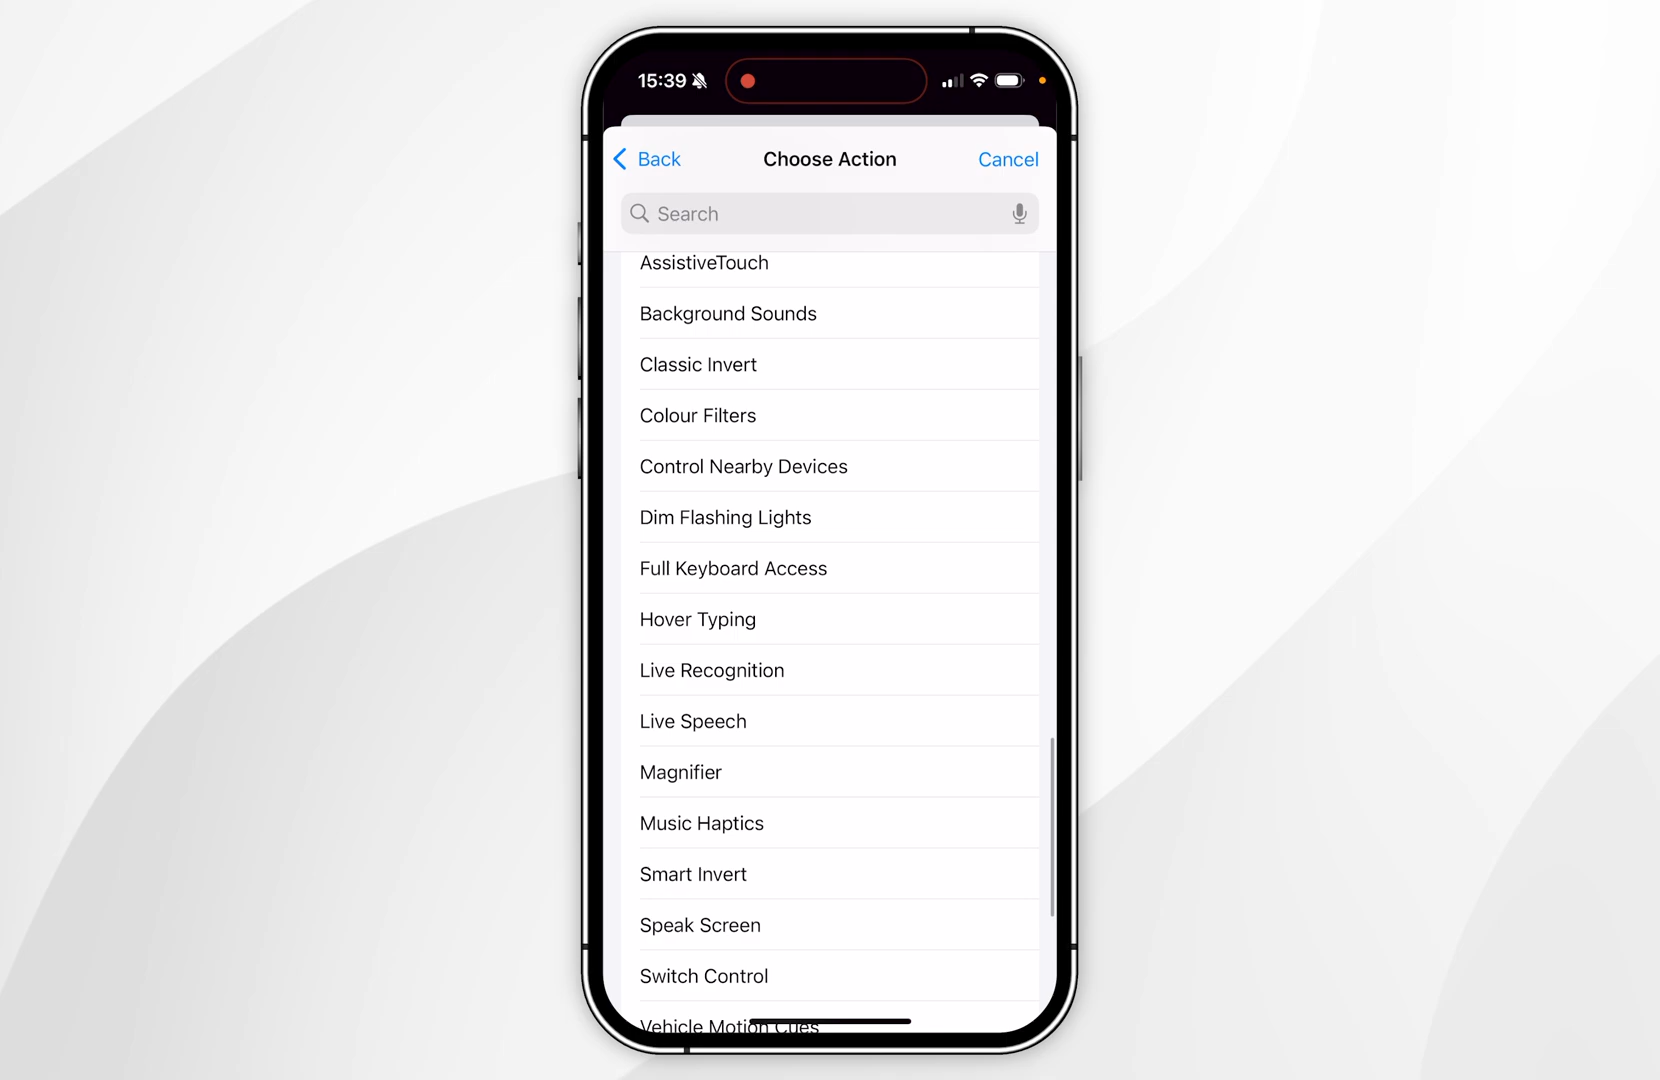 15:39
Back
Choose Action
Cancel
Search
AssistiveTouch
Background Sounds
Classic Invert
Colour Filters
Control Nearby Devices
Dim Flashing Lights
Full Keyboard Access
Hover Typing
Live Recognition
Live Speech
Magnifier
Music Haptics
Smart Invert
Speak Screen
Switch Control
Vehicle Motion Cues